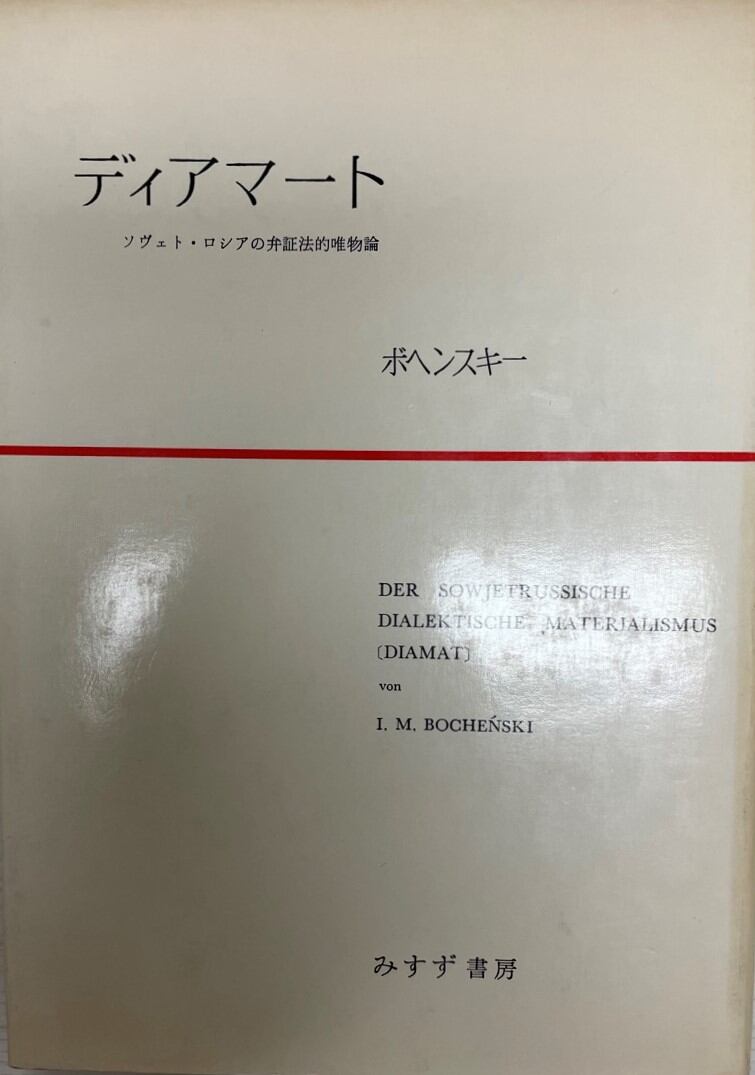 ディアマート
ソヴェト・ロシアの弁証法的唯物論
ボヘンスキー
DER SOWJETRUSSISCHE
DIALEKTISCHE MATERIALISMUS
〔DIAMAT〕
von
I. M. BOCHEŃSKI
みすず書房